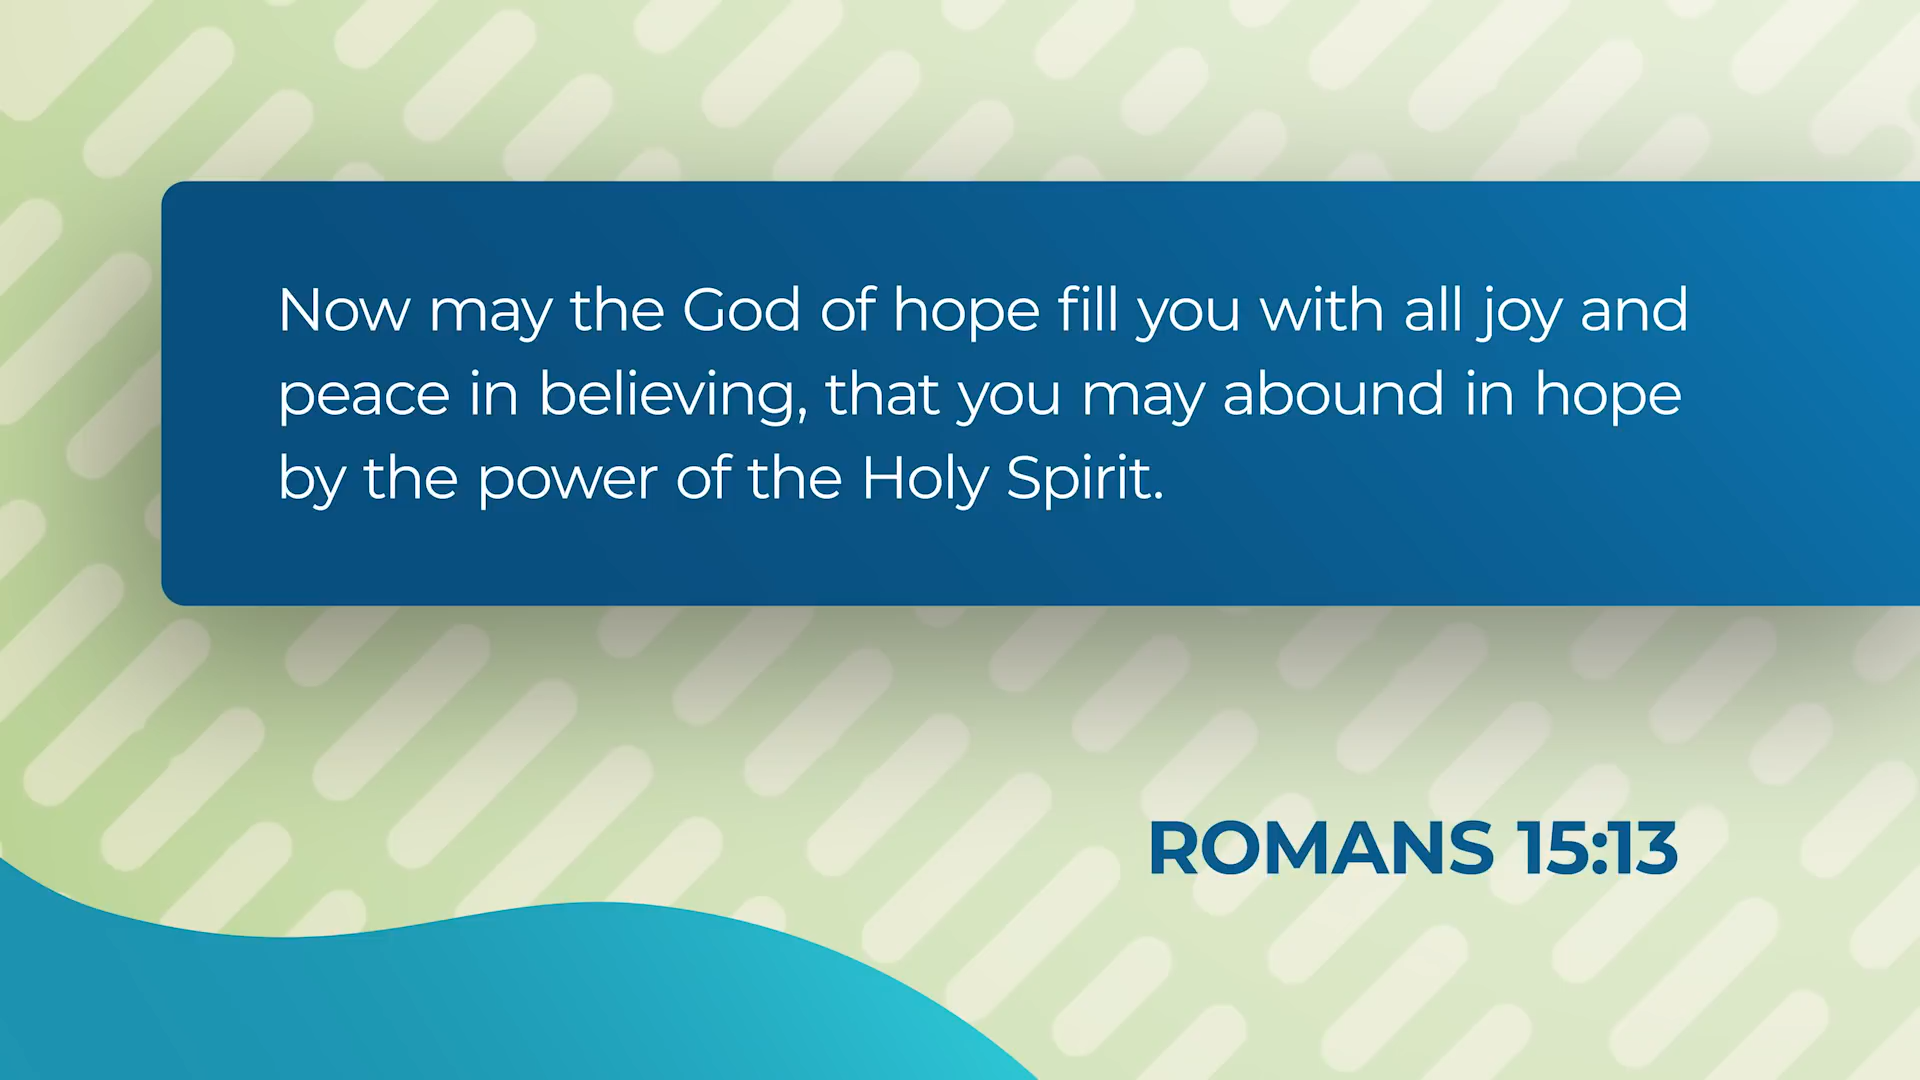 Now may the God of hope fill you with all joy and
peace in believing, that you may abound in hope
by the power of the Holy Spirit.
ROMANS 15:13